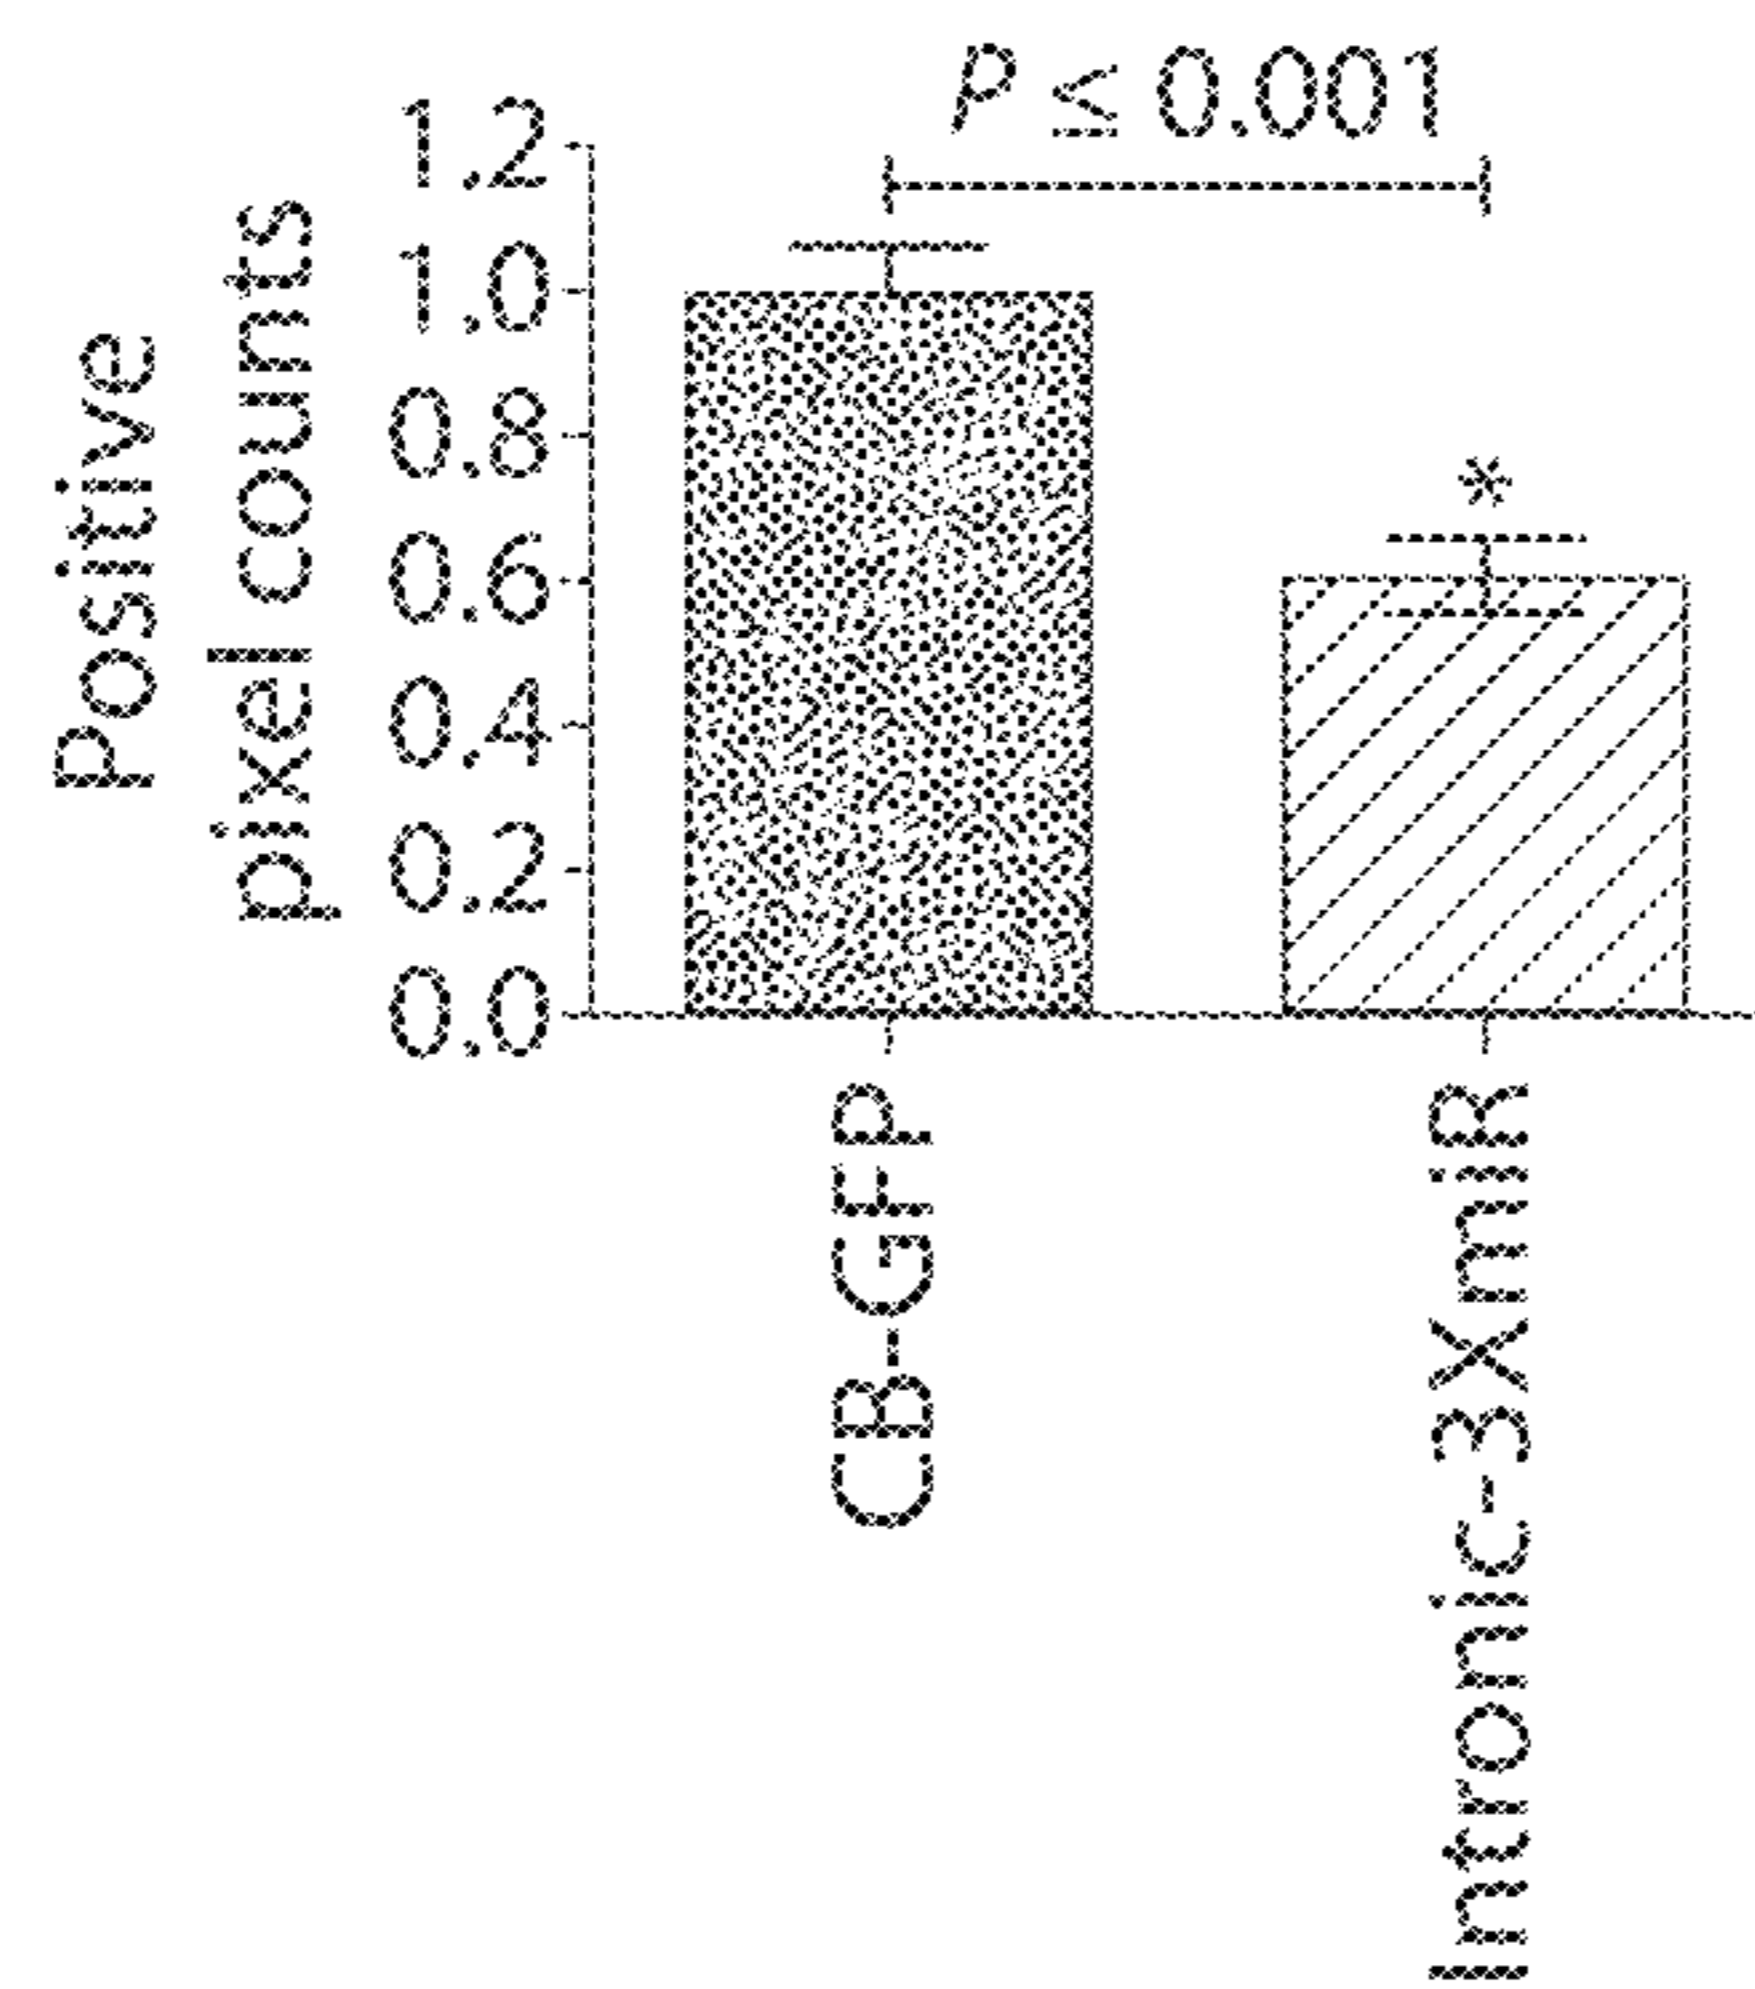 P ≤ 0.001
Positive
pixel counts
1.2
1.0
0.8
0.6
0.4
0.2
0.0
*
CB-GFP
Intronic-3XmiR